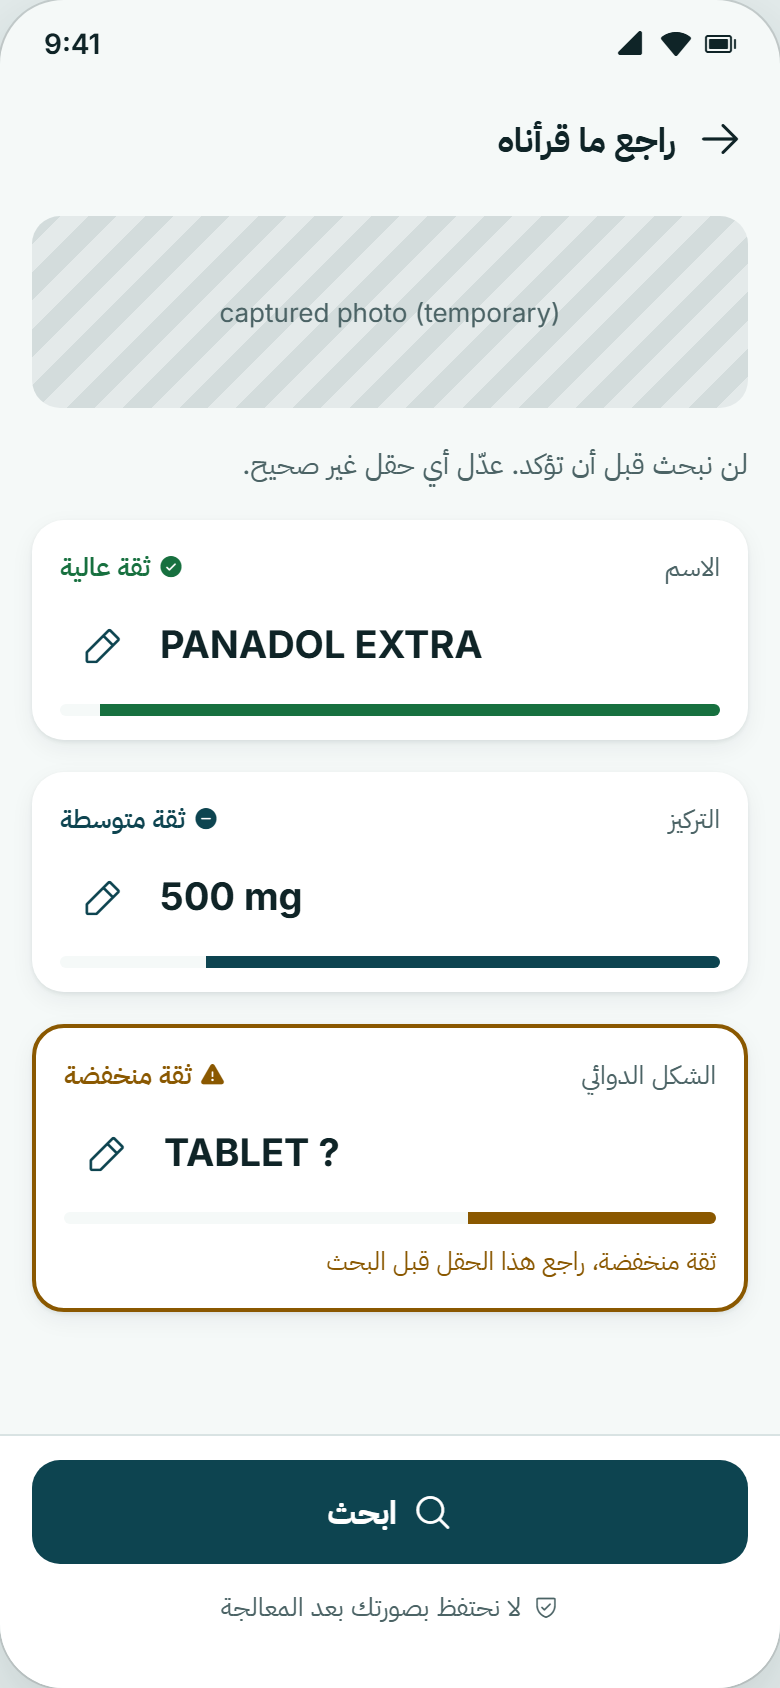 9:41
راجع ما قرأناه
captured photo (temporary)
لن نبحث قبل أن تؤكد. عدّل أي حقل غير صحيح.
الاسم
ثقة عالية
PANADOL EXTRA
التركيز
ثقة متوسطة
500 mg
الشكل الدوائي
ثقة منخفضة
TABLET ?
ثقة منخفضة، راجع هذا الحقل قبل البحث
ابحث
لا نحتفظ بصورتك بعد المعالجة